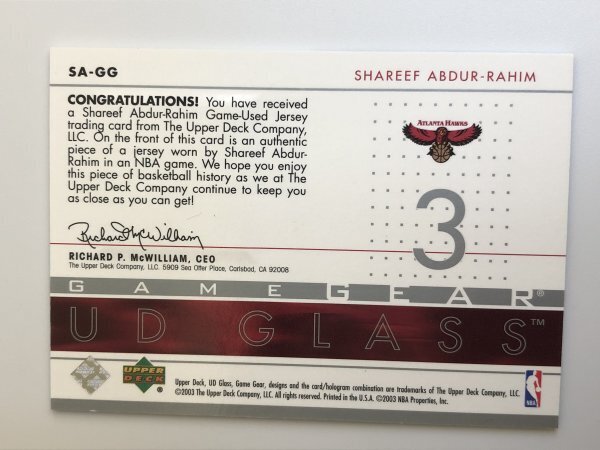 SA-GG
SHAREEF ABDUR-RAHIM
CONGRATULATIONS! You have received
a Shareef Abdur-Rahim Game-Used Jersey
trading card from The Upper Deck Company,
LLC. On the front of this card is an authentic
piece of a jersey worn by Shareef Abdur-
Rahim in an NBA game. We hope you enjoy
this piece of basketball history as we at The
Upper Deck Company continue to keep you
as close as you can get!
ATLANTA HAWKS
3
Richard P. McWilliam
RICHARD P. McWILLIAM, CEO
The Upper Deck Company, LLC. 5909 Sea Otter Place, Carlsbad, CA 92008
GAME GEAR®
UD GLASS™
UPPER DECK ®
Upper Deck, UD Glass, Game Gear, designs and the card/hologram combination are trademarks of The Upper Deck Company, LLC.
©2003 The Upper Deck Company, LLC. All rights reserved. Printed in the U.S.A. ©2003 NBA Properties, Inc.
NBA